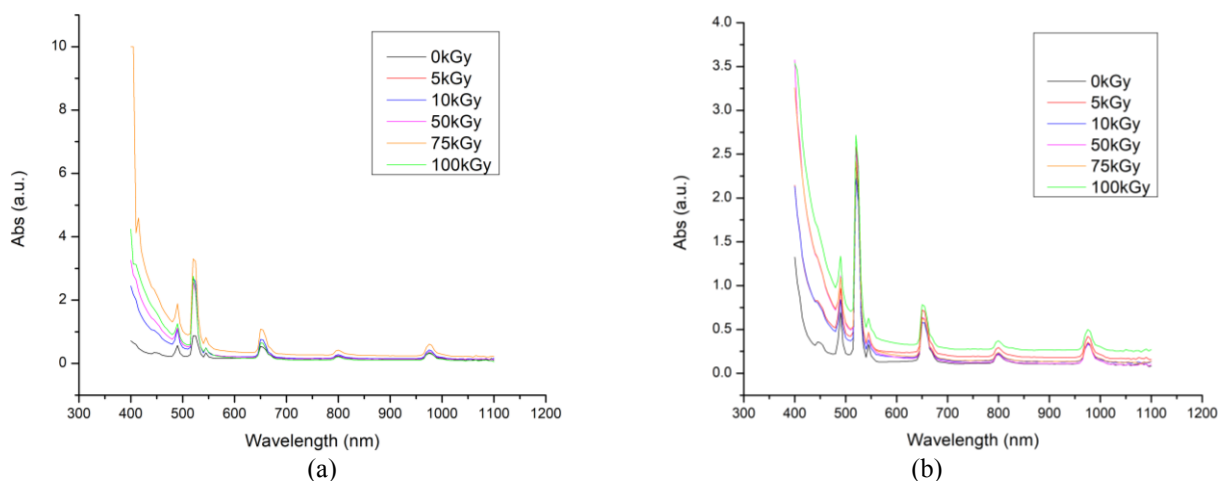 10
8
6
4
2
0
Abs (a.u.)
300 400 500 600 700 800 900 1000 1100 1200
Wavelength (nm)
0kGy
5kGy
10kGy
50kGy
75kGy
100kGy
(a)
4.0
3.5
3.0
2.5
2.0
1.5
1.0
0.5
0.0
Abs (a.u.)
300 400 500 600 700 800 900 1000 1100 1200
Wavelength (nm)
0kGy
5kGy
10kGy
50kGy
75kGy
100kGy
(b)